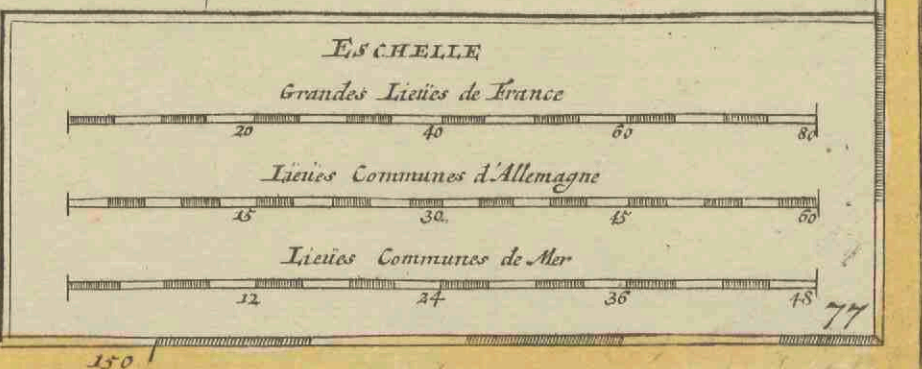 ESCHELLE
Grandes Lieües de France
20 40 60 80
Lieües Communes d'Allemagne
15 30 45 60
Lieües Communes de Mer
12 24 36 48
77
150